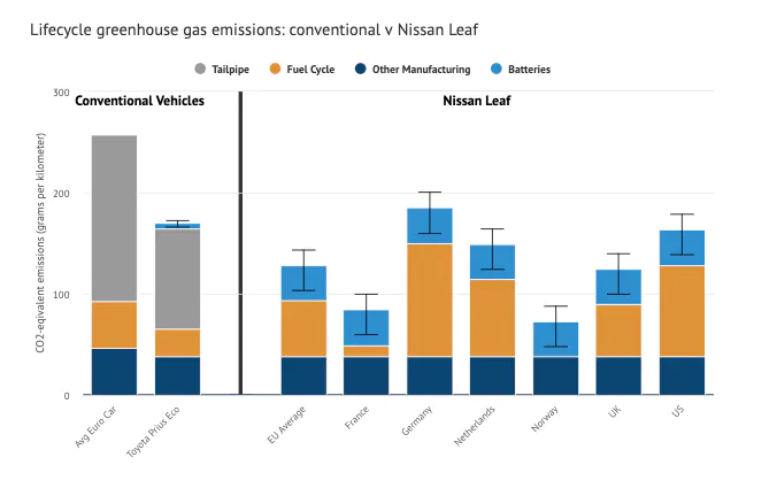 Lifecycle greenhouse gas emissions: conventional v Nissan Leaf
Tailpipe Fuel Cycle Other Manufacturing Batteries
Conventional Vehicles Nissan Leaf
CO2-eqivalent emissions (grams per kilometer)
300
200
100
0
Avg Euro Car
Toyota Prius Eco
EU Average
France
Germany
Netherlands
Norway
UK
US